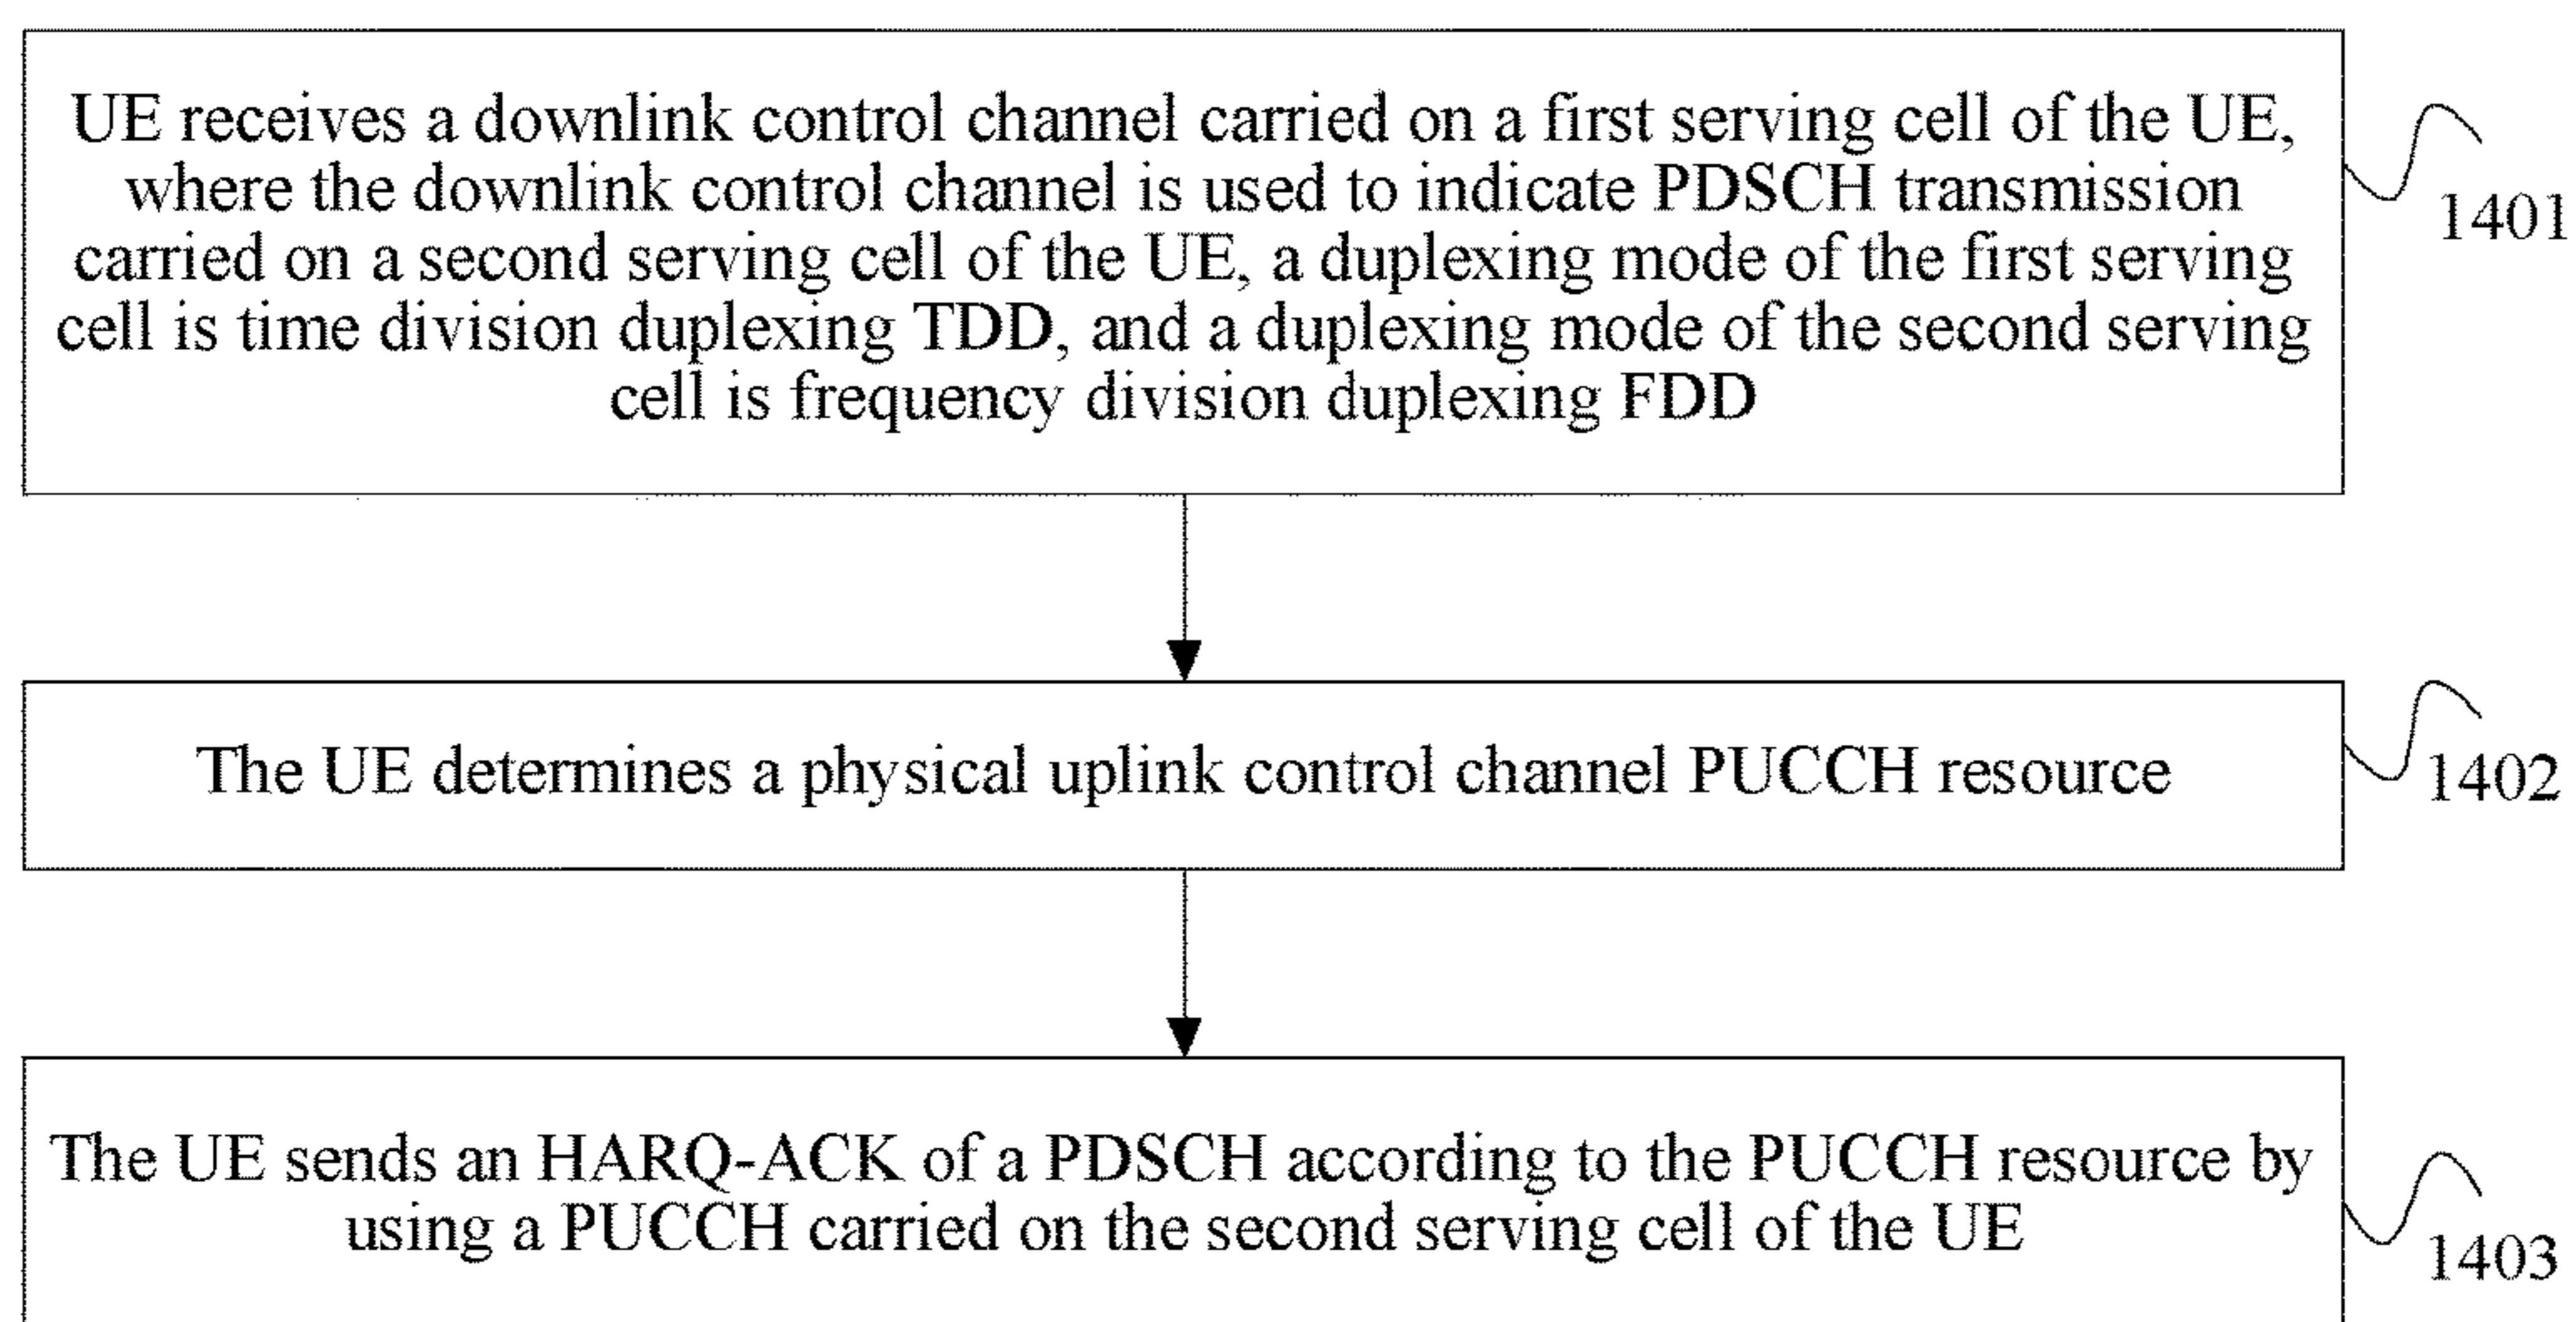 UE receives a downlink control channel carried on a first serving cell of the UE,
where the downlink control channel is used to indicate PDSCH transmission
carried on a second serving cell of the UE, a duplexing mode of the first serving
cell is time division duplexing TDD, and a duplexing mode of the second serving
cell is frequency division duplexing FDD
1401
The UE determines a physical uplink control channel PUCCH resource
1402
The UE sends an HARQ-ACK of a PDSCH according to the PUCCH resource by
using a PUCCH carried on the second serving cell of the UE
1403